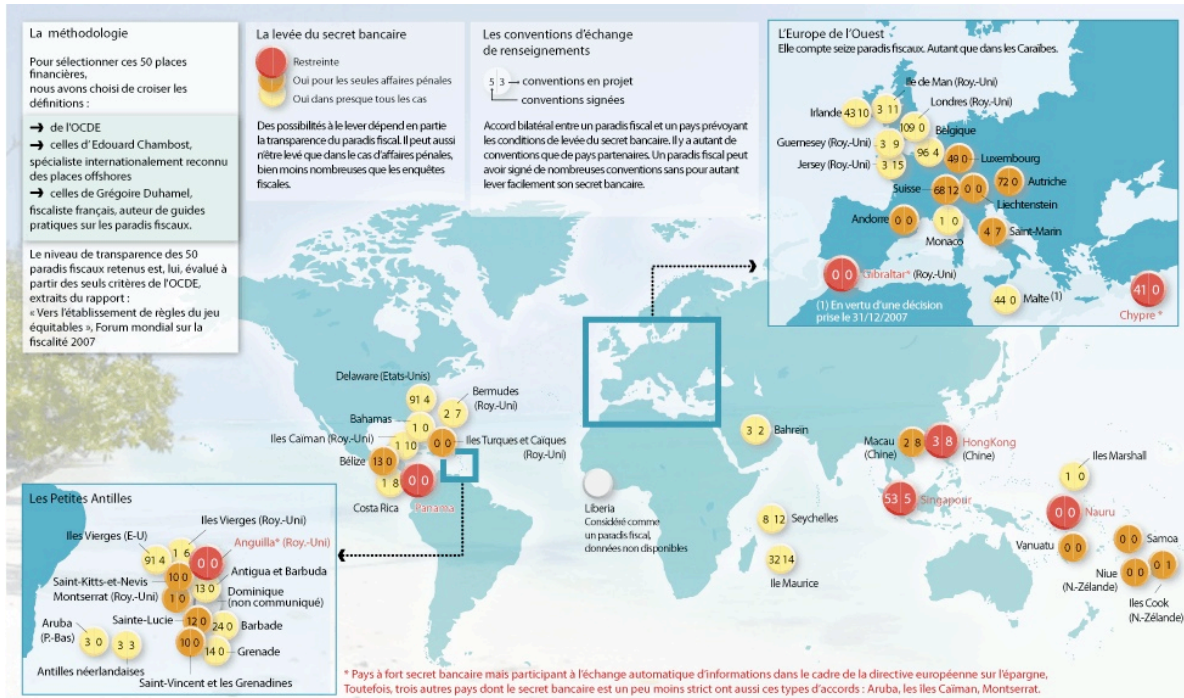 La méthodologie
Pour sélectionner ces 50 places
financières,
nous avons choisi de croiser les
définitions :
➔ de l'OCDE
➔ celles d'Edouard Chambost,
spécialiste internationalement reconnu
des places offshores
➔ celles de Grégoire Duhamel,
fiscaliste français, auteur de guides
pratiques sur les paradis fiscaux.
Le niveau de transparence des 50
paradis fiscaux retenus est, lui, évalué à
partir des seuls critères de l'OCDE,
extraits du rapport :
« Vers l'établissement de règles du jeu
équitables », Forum mondial sur la
fiscalité 2007
La levée du secret bancaire
Restreinte
Oui pour les seules affaires pénales
Oui dans presque tous les cas
Des possibilités à le lever dépend en partie
la transparence du paradis fiscal. Il peut aussi
n'être levé que dans le cas d'affaires pénales,
bien moins nombreuses que les enquêtes
fiscales.
Les conventions d'échange
de renseignements
5 3 conventions en projet
conventions signées
Accord bilatéral entre un paradis fiscal et un pays prévoyant
les conditions de levée du secret bancaire. Il y a autant de
conventions que de pays partenaires. Un paradis fiscal peut
avoir signé de nombreuses conventions sans pour autant
lever facilement son secret bancaire.
L'Europe de l'Ouest
Elle compte seize paradis fiscaux. Autant que dans les Caraïbes.
Ile de Man (Roy.-Uni)
3 11
Londres (Roy.-Uni)
109 0
Irlande 43 10
Belgique
96 4
Guernesey (Roy.-Uni) 3 9
Jersey (Roy.-Uni) 3 15
49 0 Luxembourg
Suisse 68 12
0 0 Liechtenstein
72 0 Autriche
Andorre
0 0
1 0
Monaco
4 7 Saint-Marin
0 0 Gibraltar* (Roy.-Uni)
44 0 Malte (1)
41 0
Chypre *
(1) En vertu d'une décision
prise le 31/12/2007
Delaware (Etats-Unis)
91 4
Bermudes
(Roy.-Uni)
2 7
Bahamas
1 0
Iles Caïman (Roy.-Uni)
1 10
0 0 Iles Turques et Caïques
(Roy.-Uni)
Bélize 13 0
1 8
Costa Rica
0 0
Panama
Liberia
Considéré comme
un paradis fiscal,
données non disponibles
3 2 Bahrein
8 12 Seychelles
32 14
Ile Maurice
Macau
(Chine)
2 8
3 8 HongKong
(Chine)
53 5 Singapour
Iles Marshall
1 0
0 0 Nauru
Vanuatu 0 0
0 0 Samoa
Niue
(N.-Zélande)
0 0
0 1
Iles Cook
(N.-Zélande)
Les Petites Antilles
Iles Vierges (Roy.-Uni)
1 6
Iles Vierges (E-U)
91 4
Anguilla* (Roy.-Uni)
0 0
Saint-Kitts-et-Nevis 10 0
Antigua et Barbuda
13 0
Montserrat (Roy.-Uni) 1 0
Dominique
(non communiqué)
Sainte-Lucie 12 0
24 0 Barbade
Aruba
(P.-Bas)
3 0
3 3
Antilles néerlandaises
10 0
14 0 Grenade
Saint-Vincent et les Grenadines
* Pays à fort secret bancaire mais participant à l'échange automatique d'informations dans le cadre de la directive européenne sur l'épargne,
Toutefois, trois autres pays dont le secret bancaire est un peu moins strict ont aussi ces types d'accords : Aruba, les îles Caïman, Montserrat.